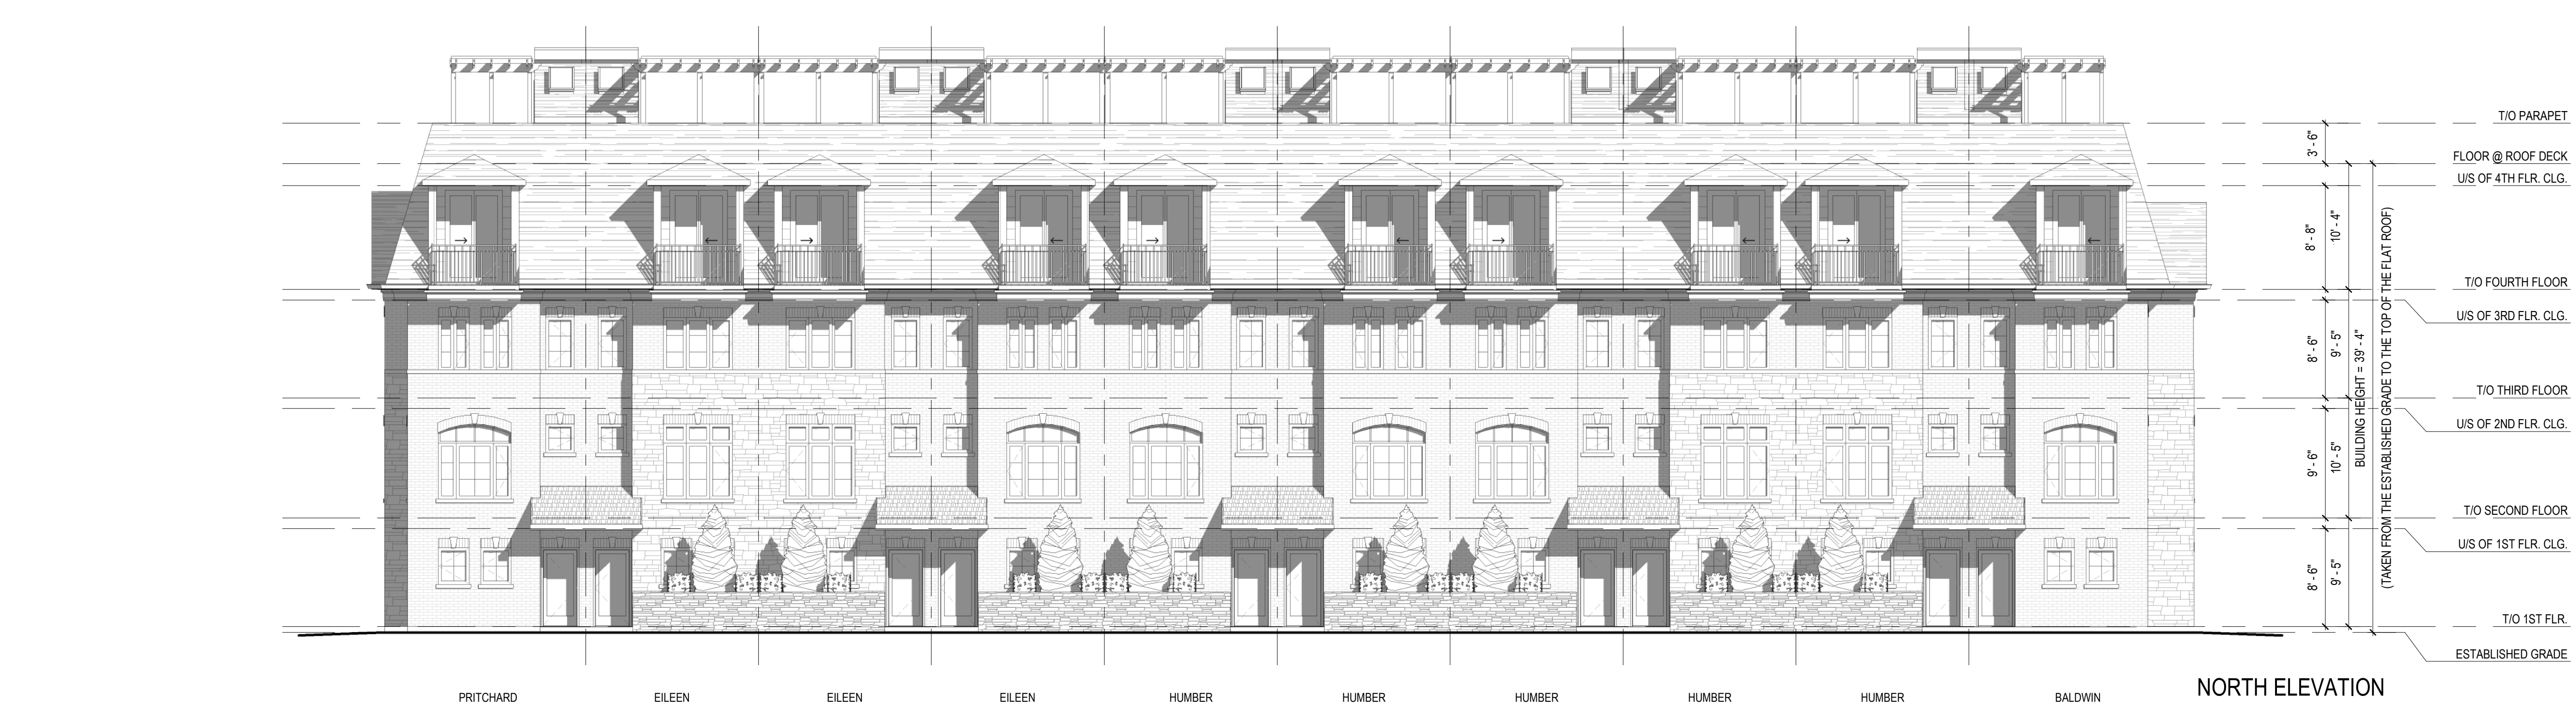 T/O PARAPET
3' - 6"
FLOOR @ ROOF DECK
U/S OF 4TH FLR. CLG.
8' - 8"
10' - 4"
T/O FOURTH FLOOR
U/S OF 3RD FLR. CLG.
8' - 6"
9' - 5"
T/O THIRD FLOOR
U/S OF 2ND FLR. CLG.
9' - 6"
10' - 5"
BUILDING HEIGHT = 39' - 4"
(TAKEN FROM THE ESTABLISHED GRADE TO THE TOP OF THE FLAT ROOF)
T/O SECOND FLOOR
U/S OF 1ST FLR. CLG.
8' - 6"
9' - 5"
T/O 1ST FLR.
ESTABLISHED GRADE
NORTH ELEVATION
PRITCHARD
EILEEN
EILEEN
EILEEN
HUMBER
HUMBER
HUMBER
HUMBER
HUMBER
BALDWIN